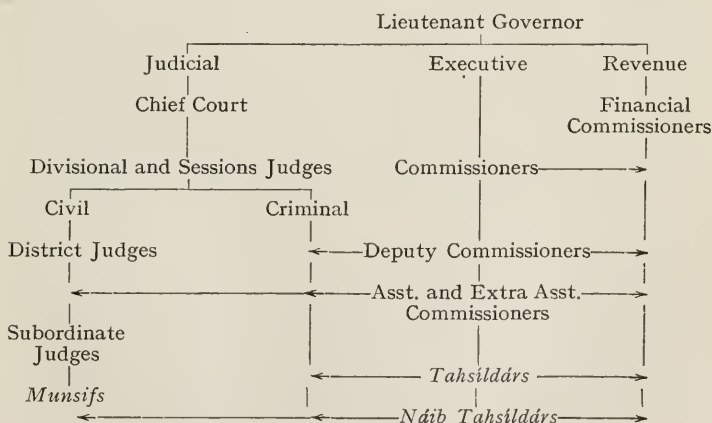 Lieutenant Governor
Judicial Executive Revenue
Chief Court Financial
Commissioners
Divisional and Sessions Judges Commissioners
Civil Criminal
District Judges Deputy Commissioners
Asst. and Extra Asst.
Commissioners
Subordinate
Judges
Tahsíldárs
Munsifs
Náib Tahsíldárs